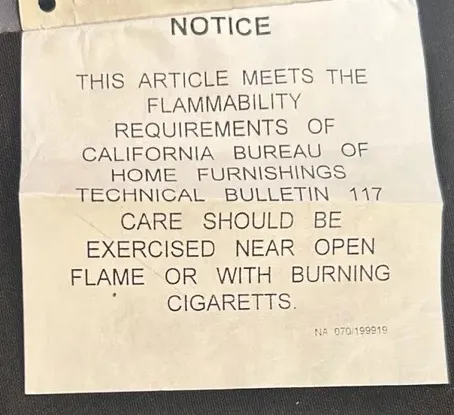 NOTICE
THIS ARTICLE MEETS THE
FLAMMABILITY
REQUIREMENTS OF
CALIFORNIA BUREAU OF
HOME FURNISHINGS
TECHNICAL BULLETIN 117
CARE SHOULD BE
EXERCISED NEAR OPEN
FLAME OR WITH BURNING
CIGARETTS.
NA 070/199919